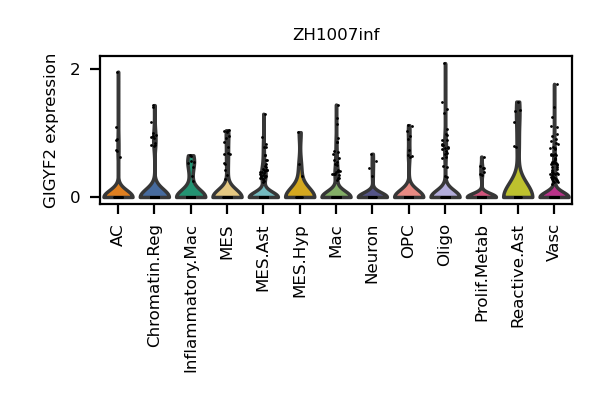 ZH1007inf
GIGYF2 expression
2
0
AC
Chromatin.Reg
Inflammatory.Mac
MES
MES.Ast
MES.Hyp
Mac
Neuron
OPC
Oligo
Prolif.Metab
Reactive.Ast
Vasc